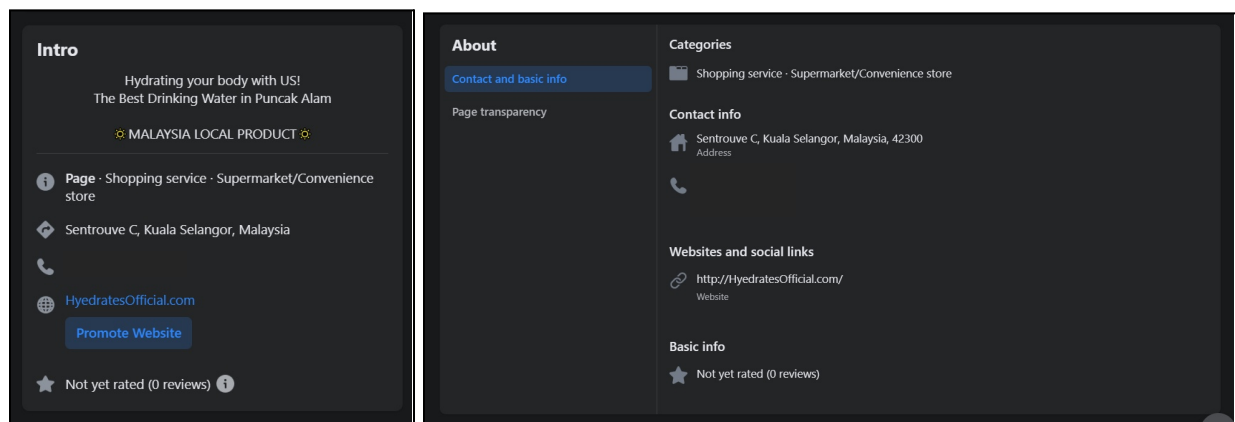 Intro
Hydrating your body with US!
The Best Drinking Water in Puncak Alam
🔅 MALAYSIA LOCAL PRODUCT 🔅
Page · Shopping service · Supermarket/Convenience
store
Sentrouve C, Kuala Selangor, Malaysia
HyedratesOfficial.com
Promote Website
Not yet rated (0 reviews)
About
Contact and basic info
Page transparency
Categories
Shopping service · Supermarket/Convenience store
Contact info
Sentrouve C, Kuala Selangor, Malaysia, 42300
Address
Websites and social links
http://HyedratesOfficial.com/
Website
Basic info
Not yet rated (0 reviews)